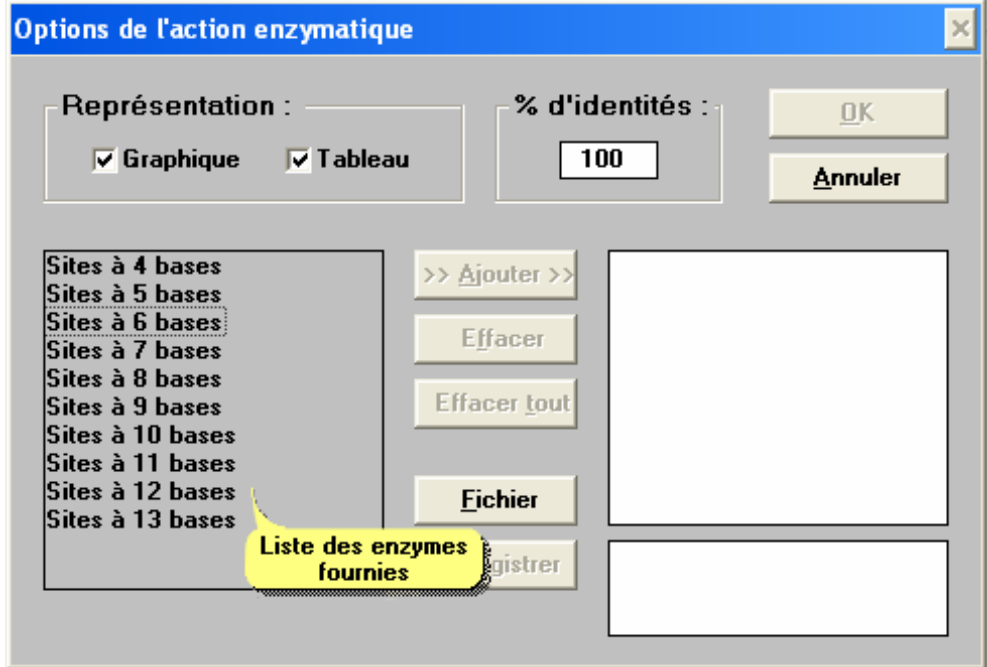 Options de l'action enzymatique
Représentation :
Graphique
Tableau
% d'identités :
100
OK
Annuler
Sites à 4 bases
Sites à 5 bases
Sites à 6 bases
Sites à 7 bases
Sites à 8 bases
Sites à 9 bases
Sites à 10 bases
Sites à 11 bases
Sites à 12 bases
Sites à 13 bases
>> Ajouter >>
Effacer
Effacer tout
Fichier
gistrer
Liste des enzymes
fournies